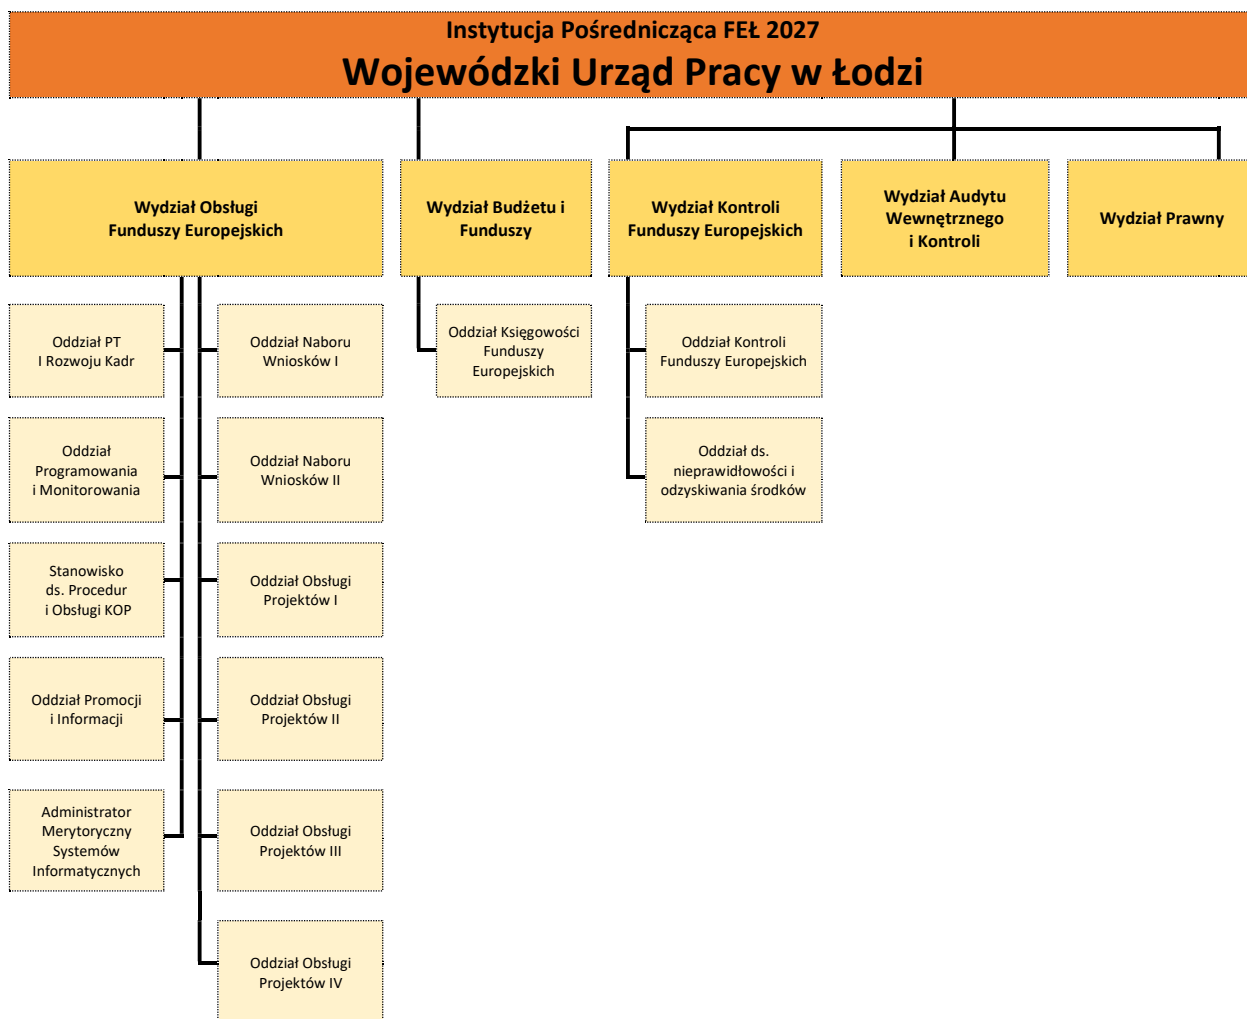 Instytucja Pośrednicząca FEŁ 2027
Wojewódzki Urząd Pracy w Łodzi
Wydział Obsługi
Funduszy Europejskich
Wydział Budżetu i
Funduszy
Wydział Kontroli
Funduszy Europejskich
Wydział Audytu
Wewnętrznego
i Kontroli
Wydział Prawny
Oddział PT
I Rozwoju Kadr
Oddział Naboru
Wniosków I
Oddział Księgowości
Funduszy
Europejskich
Oddział Kontroli
Funduszy Europejskich
Oddział
Programowania
i Monitorowania
Oddział Naboru
Wniosków II
Oddział ds.
nieprawidłowości i
odzyskiwania środków
Stanowisko
ds. Procedur
i Obsługi KOP
Oddział Obsługi
Projektów I
Oddział Promocji
i Informacji
Oddział Obsługi
Projektów II
Administrator
Merytoryczny
Systemów
Informatycznych
Oddział Obsługi
Projektów III
Oddział Obsługi
Projektów IV